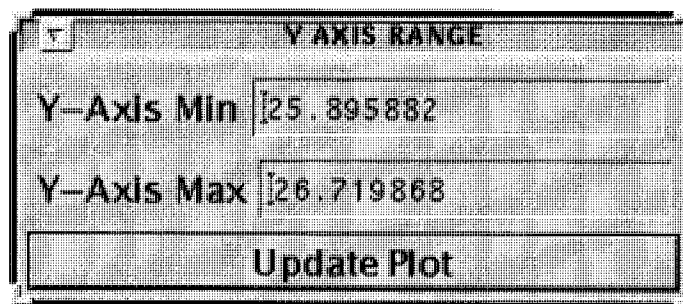 Y AXIS RANGE
Y-Axis Min 25.895882
Y-Axis Max 26.719868
Update Plot